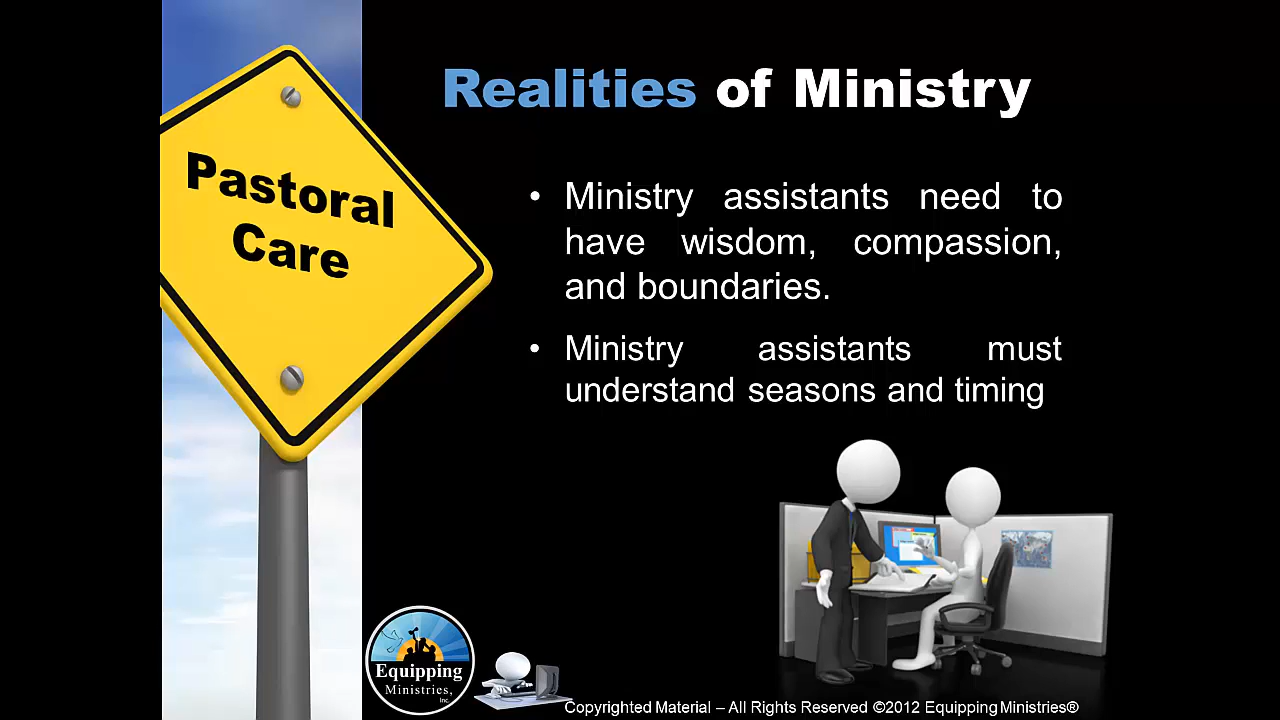 Realities of Ministry
Pastoral
Care
• Ministry assistants need to
have wisdom, compassion,
and boundaries.
• Ministry assistants must
understand seasons and timing
Equipping
Ministries,
Inc.
Copyrighted Material – All Rights Reserved ©2012 Equipping Ministries®